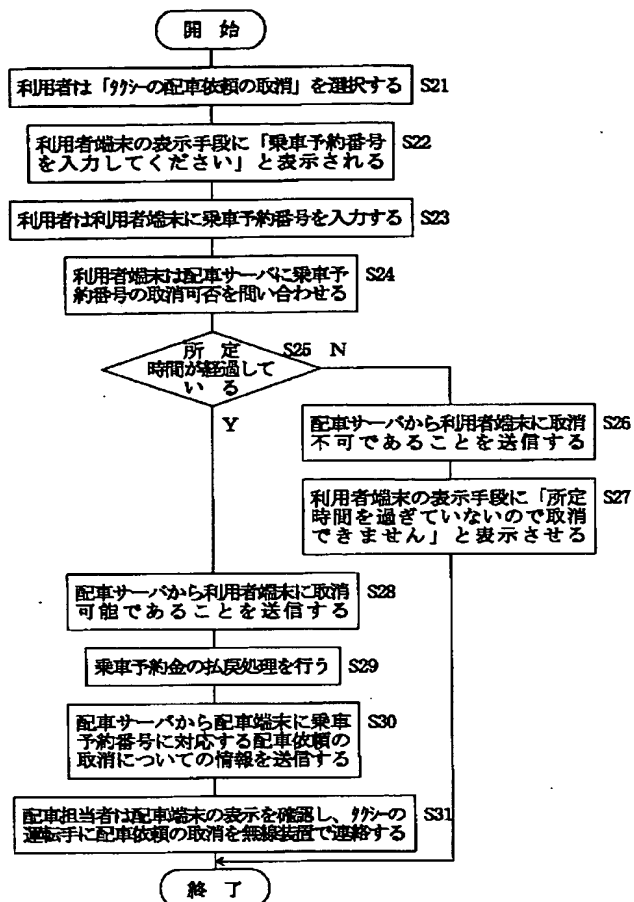 開 始
利用者は「タクシーの配車依頼の取消」を選択する S21
利用者端末の表示手段に「乗車予約番号 S22
を入力してください」と表示される
利用者は利用者端末に乗車予約番号を入力する S23
利用者端末は配車サーバに乗車予 S24
約番号の取消可否を問い合わせる
所 定 S25 N
時間が経過して
い る
Y
配車サーバから利用者端末に取消 S26
不可であることを送信する
利用者端末の表示手段に「所定 S27
時間を過ぎていないので取消
できません」と表示させる
配車サーバから利用者端末に取消 S28
可能であることを送信する
乗車予約金の払戻処理を行う S29
配車サーバから配車端末に乗車 S30
予約番号に対応する配車依頼の
取消についての情報を送信する
配車担当者は配車端末の表示を確認し、タクシーの S31
運転手に配車依頼の取消を無線装置で連絡する
終 了